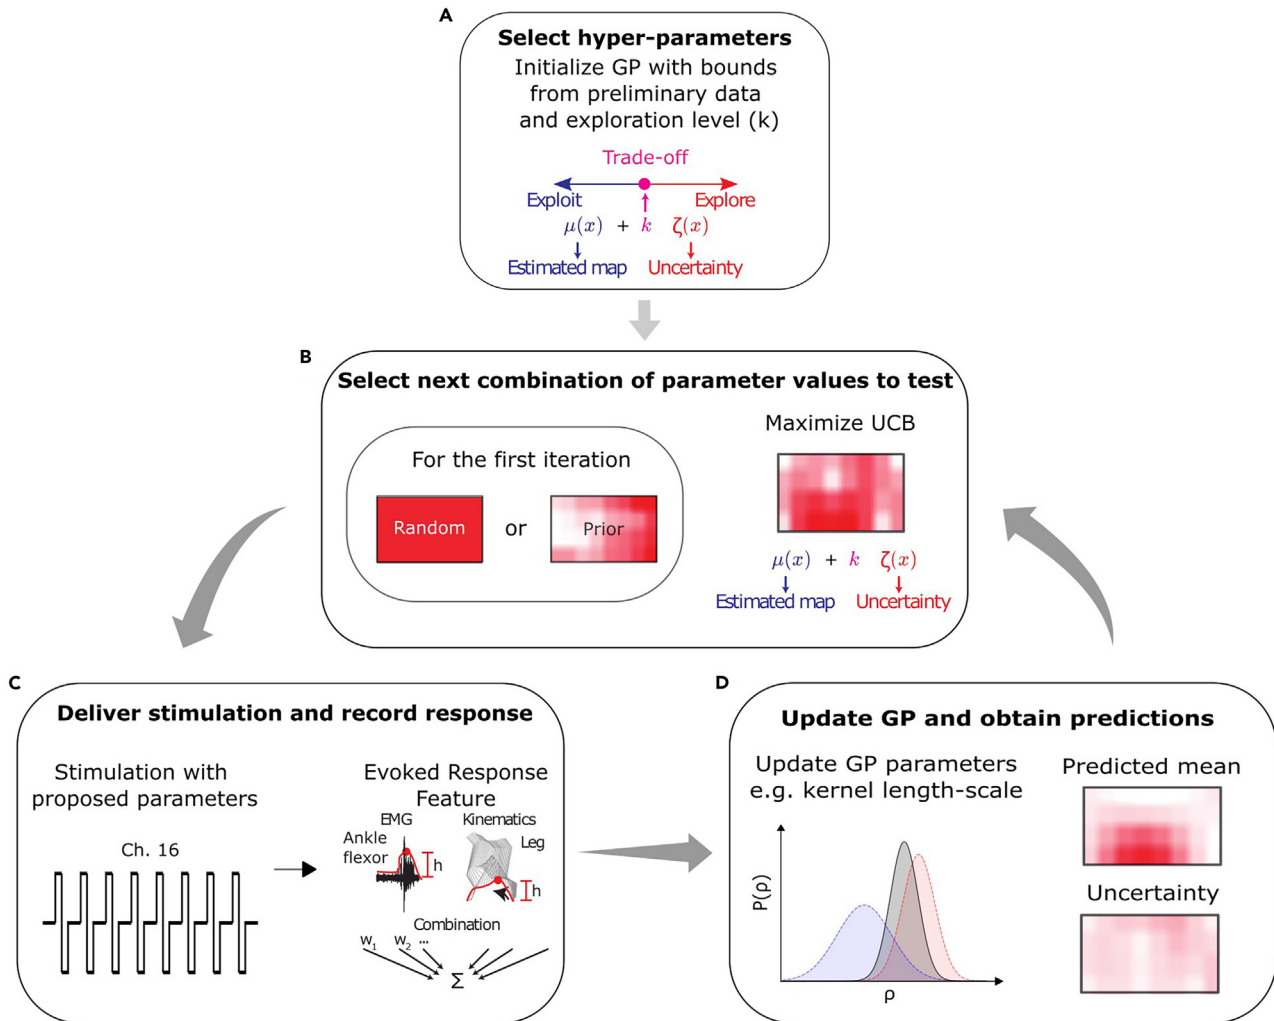 A
Select hyper-parameters
Initialize GP with bounds
from preliminary data
and exploration level (k)
Trade-off
Exploit Explore
μ(x) + k ζ(x)
Estimated map Uncertainty
B
Select next combination of parameter values to test
For the first iteration
Random or Prior
Maximize UCB
μ(x) + k ζ(x)
Estimated map Uncertainty
C
Deliver stimulation and record response
Stimulation with
proposed parameters
Ch. 16
Evoked Response
Feature
EMG Kinematics
Ankle
flexor
h
Leg
h
Combination
w1 w2 ...
Σ
D
Update GP and obtain predictions
Update GP parameters
e.g. kernel length-scale
P(ρ)
ρ
Predicted mean
Uncertainty